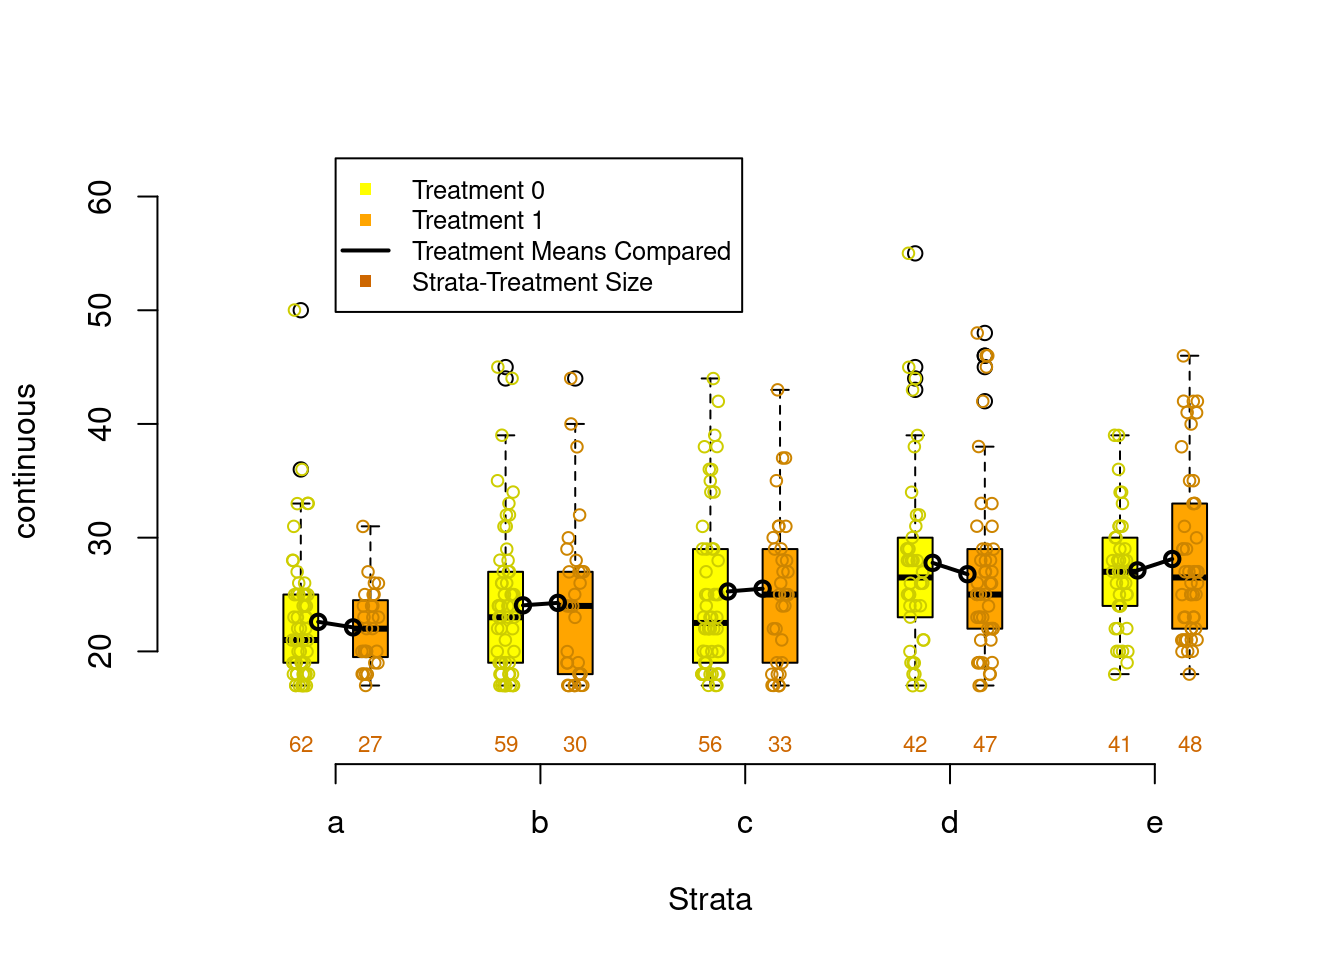 Treatment 0
Treatment 1
Treatment Means Compared
Strata-Treatment Size
60
50
40
30
20
continuous
62 27 59 30 56 33 42 47 41 48
a b c d e
Strata